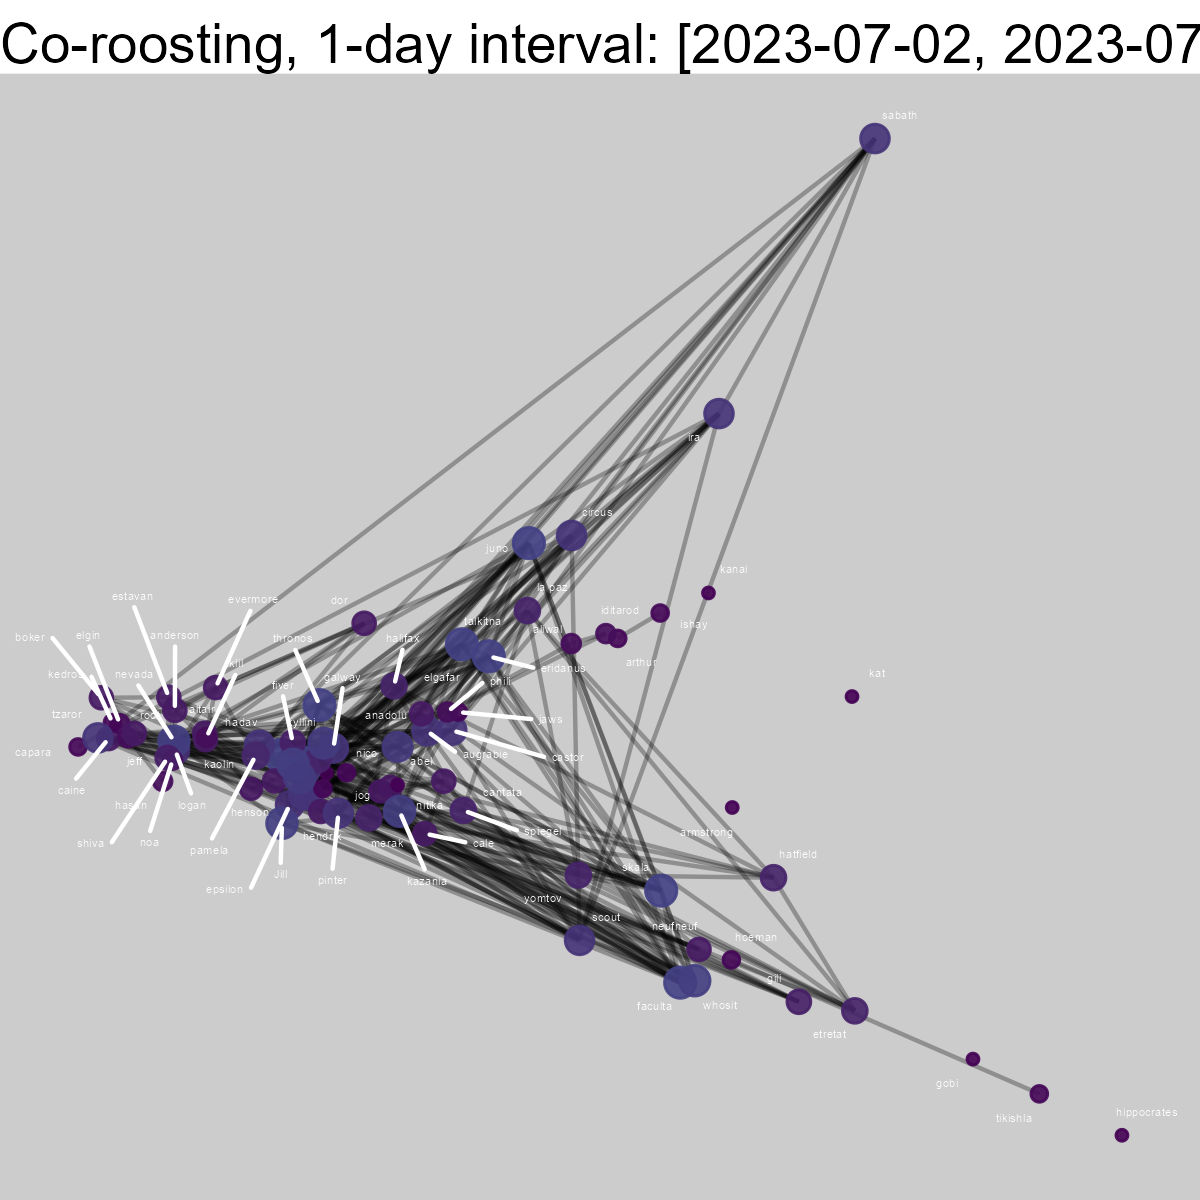 Co-roosting, 1-day interval: [2023-07-02, 2023-07
sabath
ira
circus
juno
kanai
la paz
estavan
evermore
dor
iditarod
talkitna
aliwal
ishay
boker
elgin
anderson
thronos
halifax
arthur
kedros
nevada
klil
eridanus
kat
fiver
galway
elgafar
phili
tzaror
altair
anadolu
jaws
hadav
kyllini
capara
jeff
kaolin
nico
abel
augrabie
castor
caine
hasan
logan
henson
jog
nitika
cantata
armstrong
shiva
noa
pamela
hendrix
merak
cale
spiegel
hatfield
epsilon
Jill
pinter
kazania
skala
yomtov
scout
neufneuf
hoeman
gili
faculta
whosit
etretat
gobi
tikishla
hippocrates